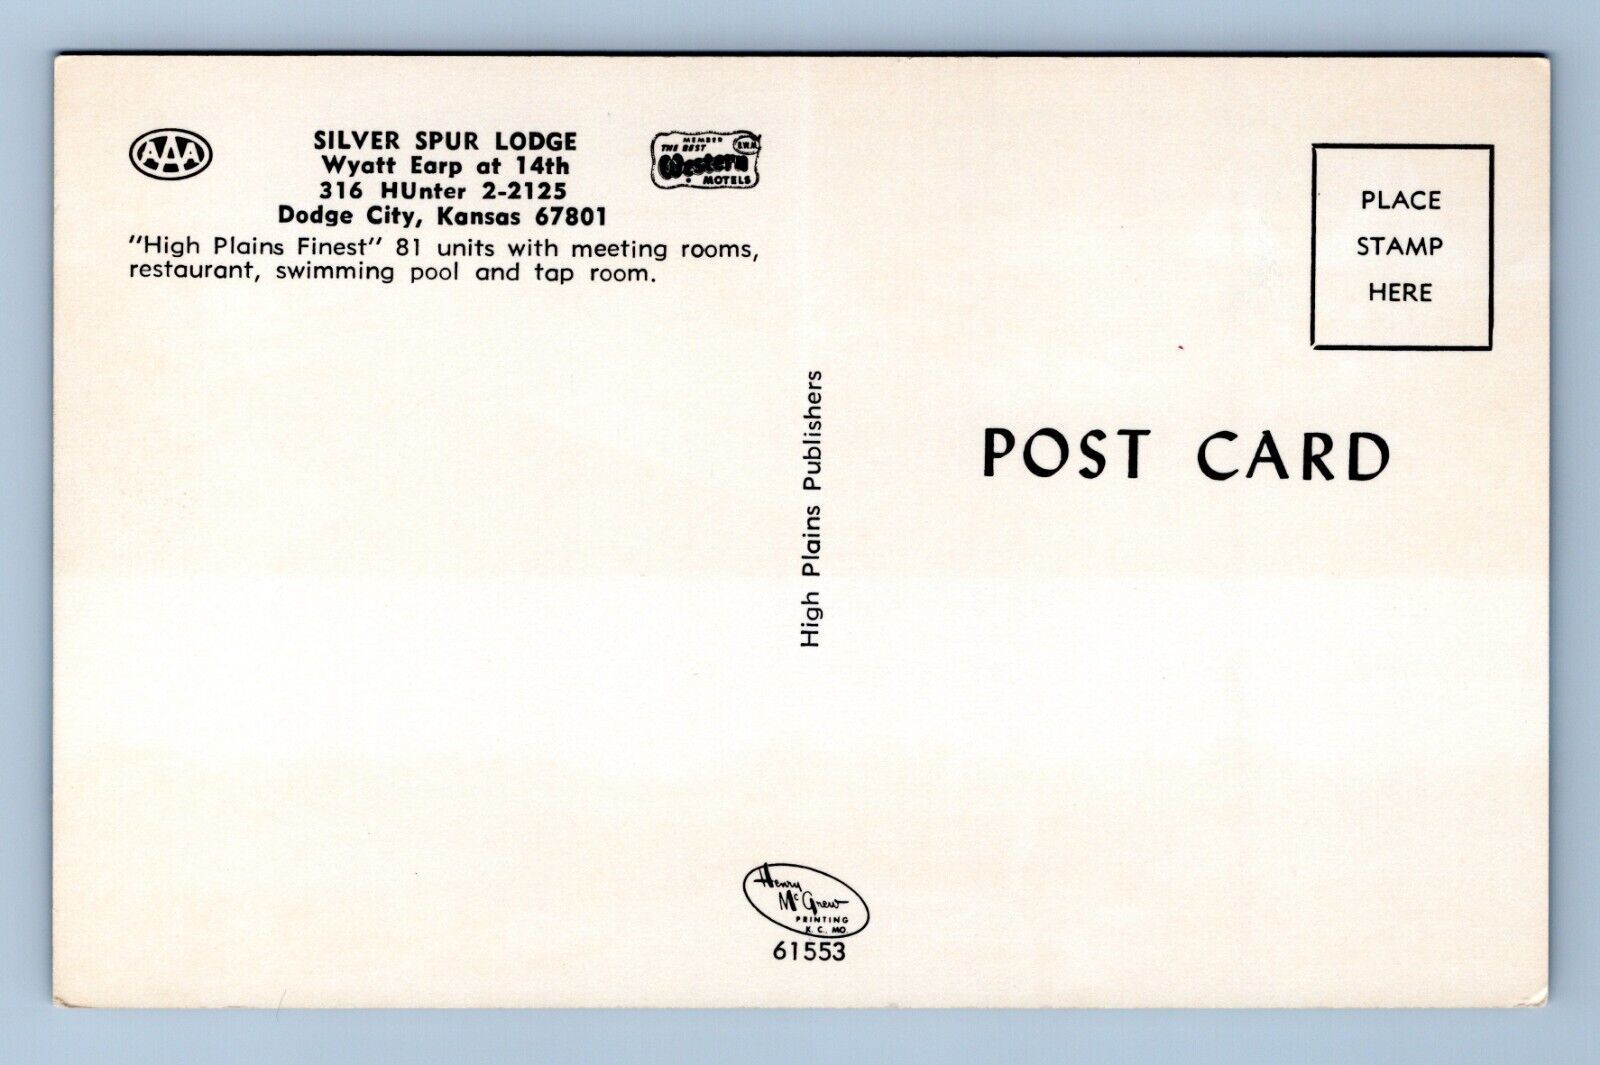 AAA
SILVER SPUR LODGE
Wyatt Earp at 14th
316 HUnter 2-2125
Dodge City, Kansas 67801
MEMBER
THE BEST
B.W.M.
Western
MOTELS
"High Plains Finest" 81 units with meeting rooms,
restaurant, swimming pool and tap room.
High Plains Publishers
PLACE
STAMP
HERE
POST CARD
Henry
McGrew
PRINTING
K. C. MO.
61553